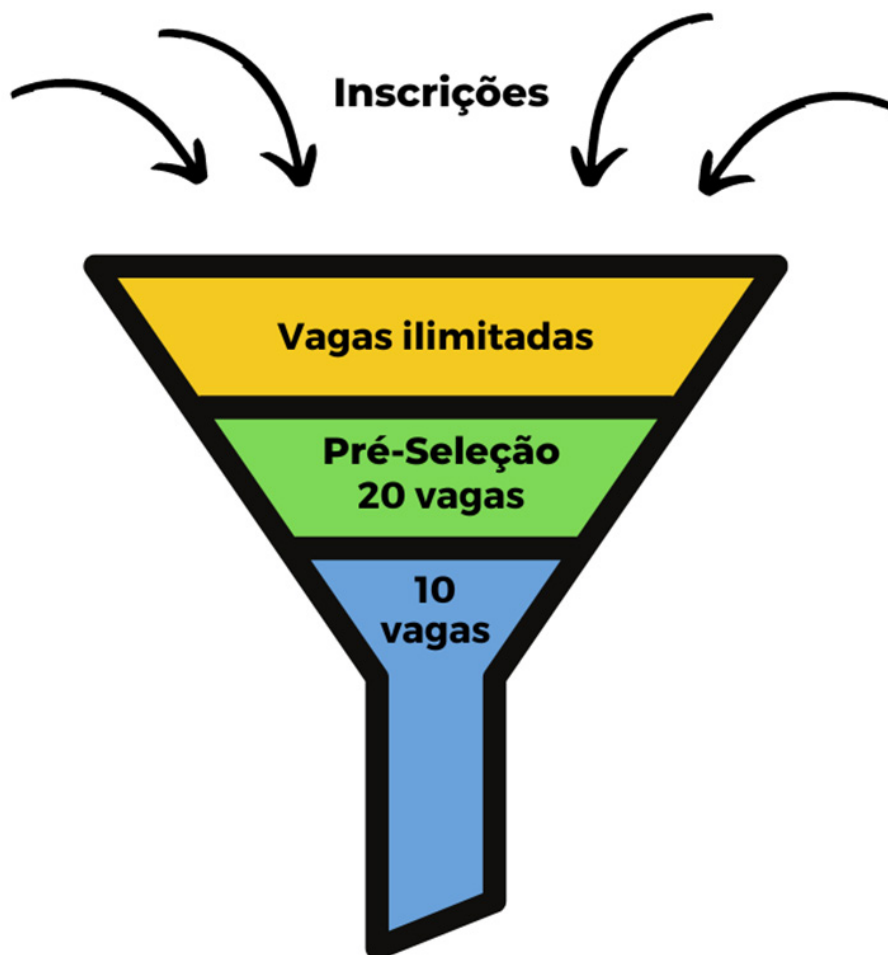 Inscrições
Vagas ilimitadas
Pré-Seleção
20 vagas
10
vagas